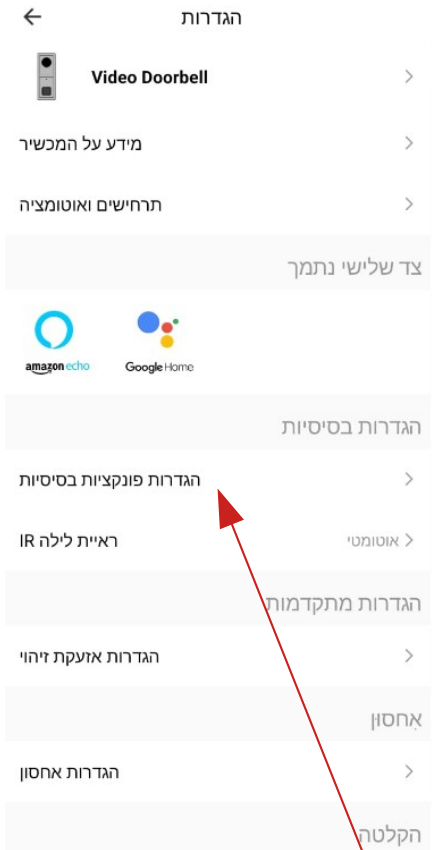 הגדרות
Video Doorbell
מידע על המכשיר
תרחישים ואוטומציה
צד שלישי נתמך
amazon echo
Google Home
הגדרות בסיסיות
הגדרות פונקציות בסיסיות
ראיית לילה IR
אוטומטי
הגדרות מתקדמות
הגדרות אזעקת זיהוי
אִחסוּן
הגדרות אחסון
הקלטה